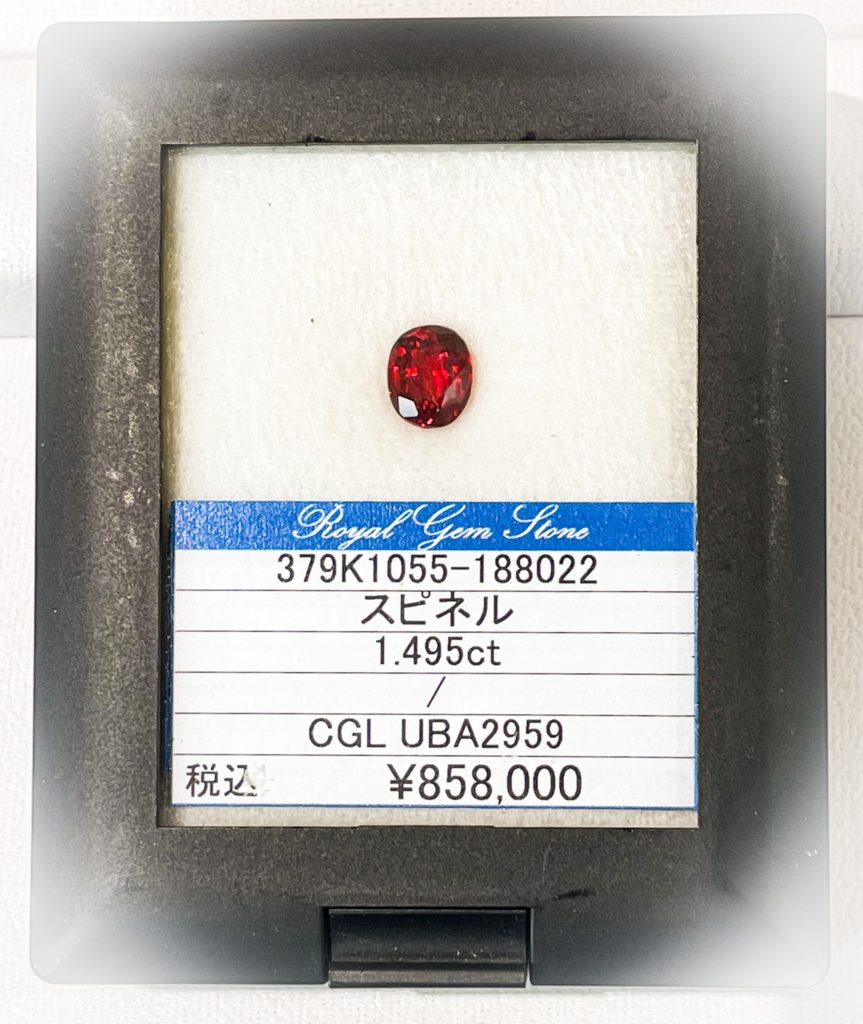 Royal Gem Stone
379K1055-188022
スピネル
1.495ct
/
CGL UBA2959
税込 ¥858,000